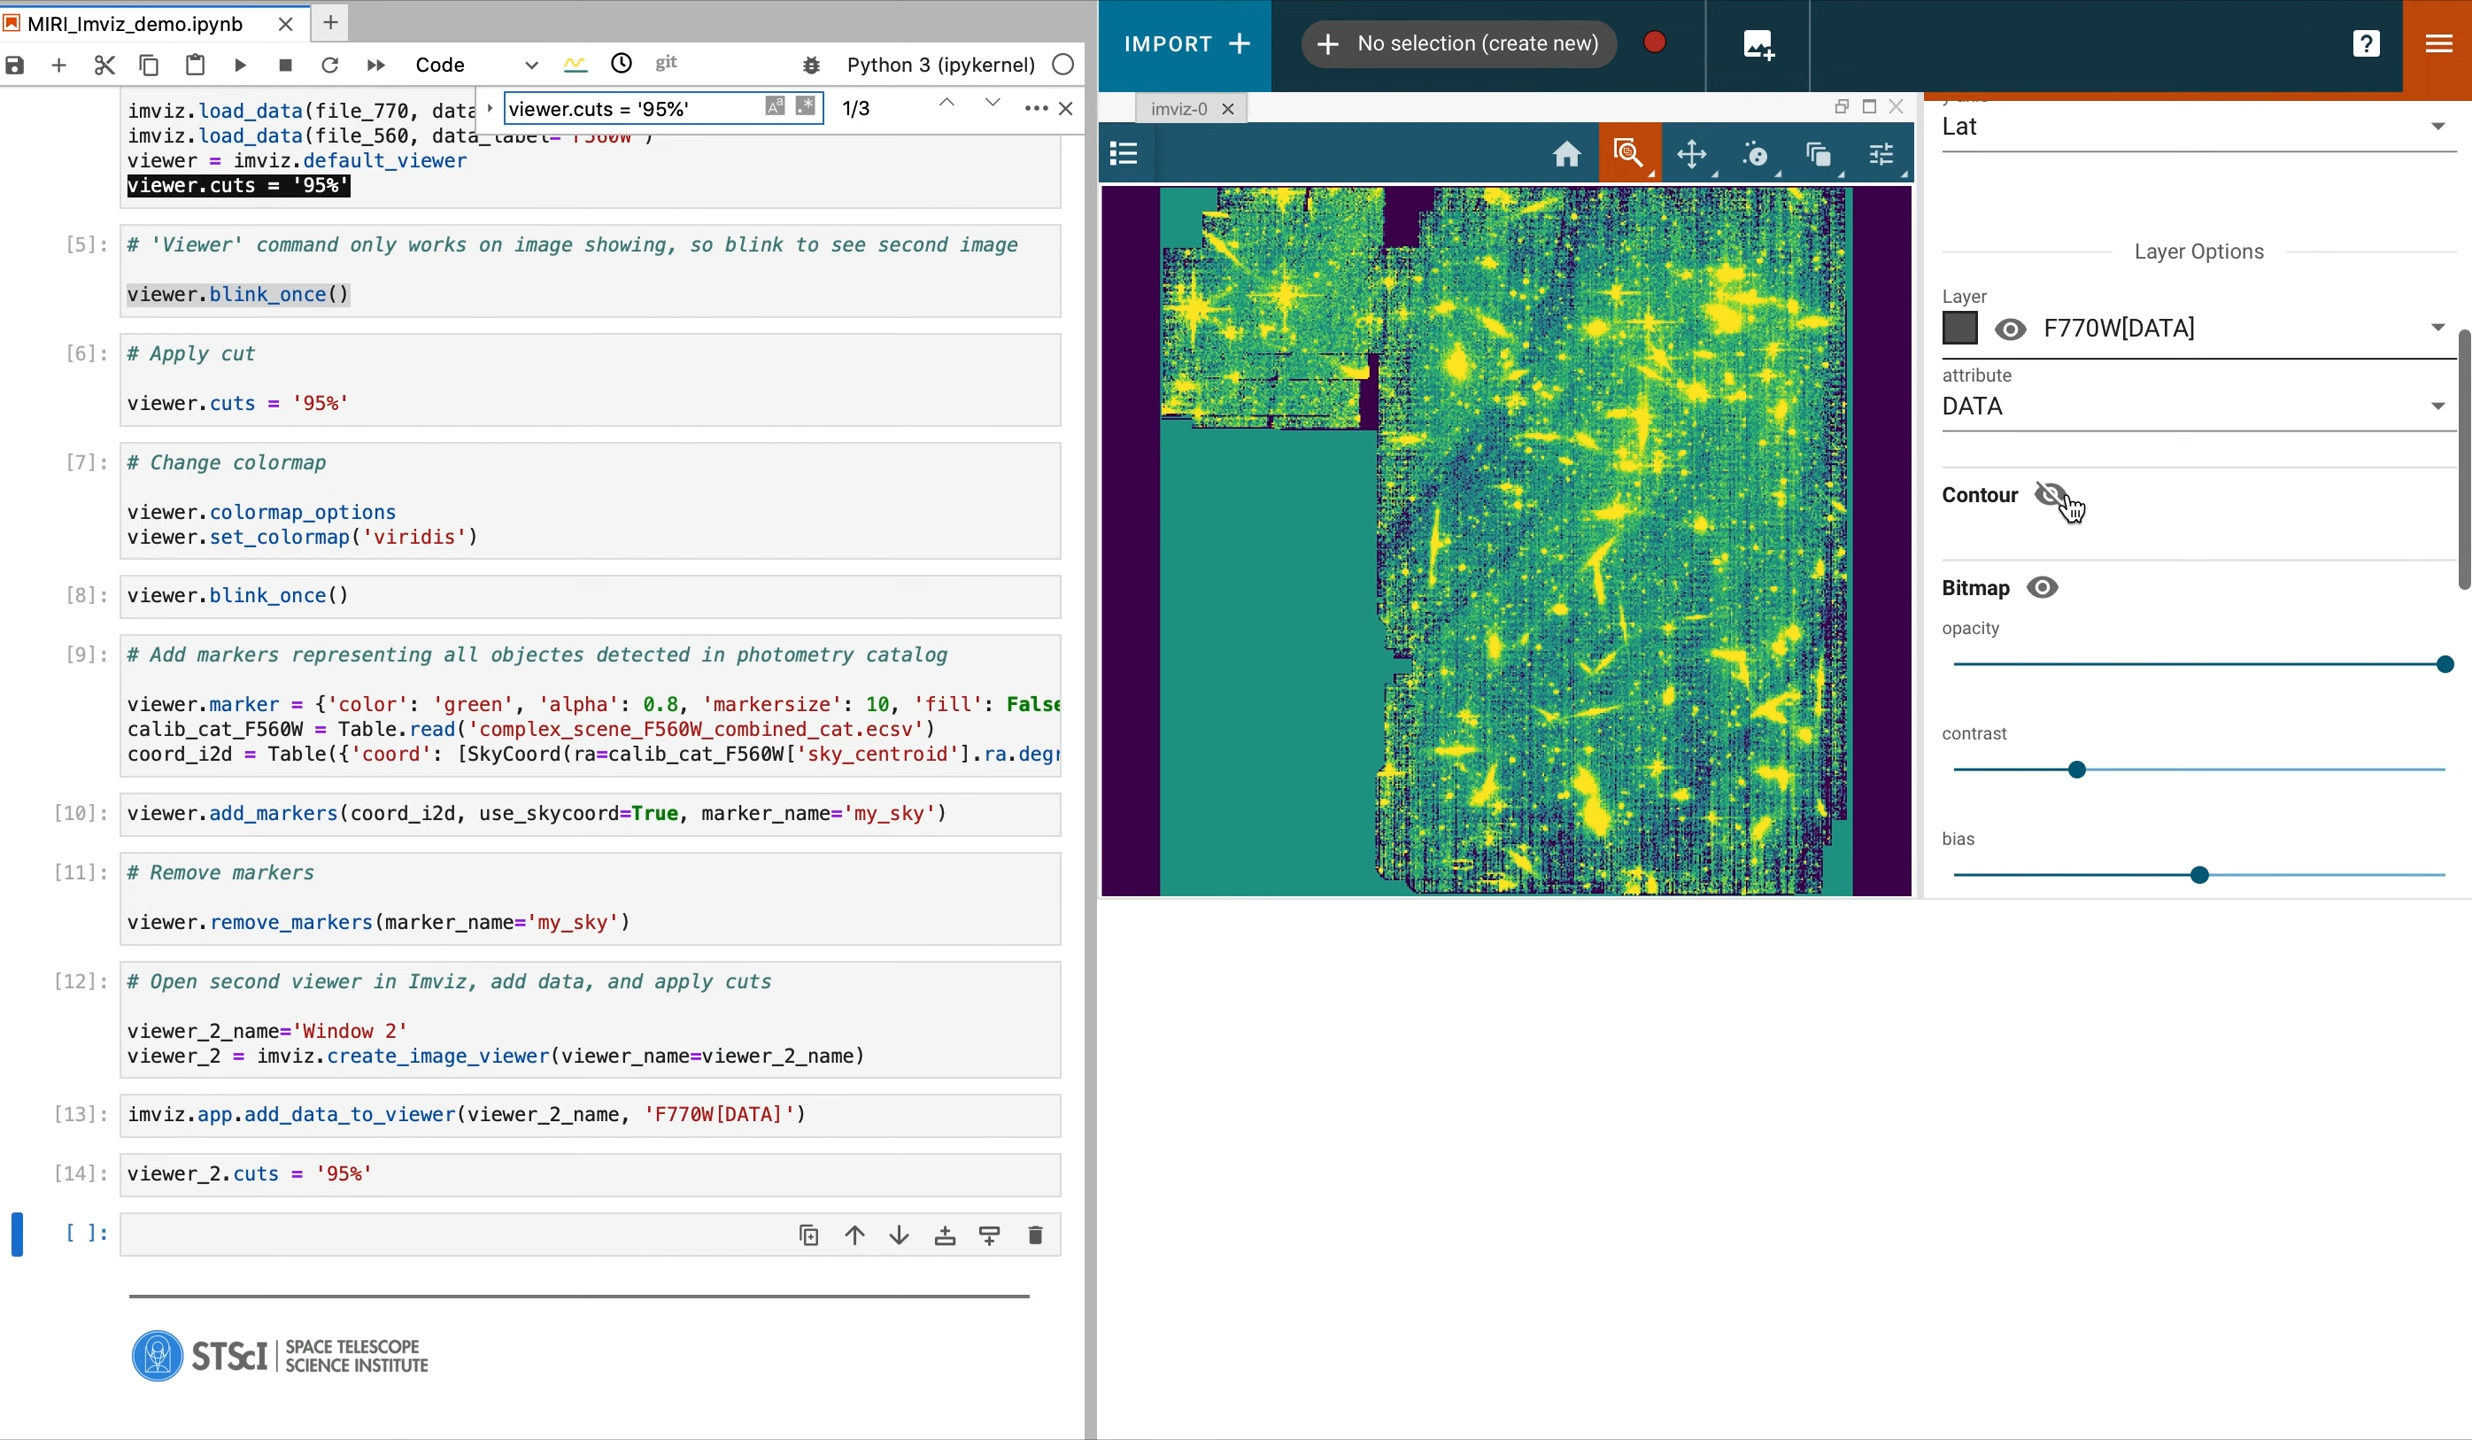 MIRI_Imviz_demo.ipynb
Code
git
Python 3 (ipykernel)
viewer.cuts = '95%'
1/3
imviz.load_data(file_770, data
imviz.load_data(file_560, data_label='F560W')
viewer = imviz.default_viewer
viewer.cuts = '95%'
[5]:
# 'Viewer' command only works on image showing, so blink to see second image
viewer.blink_once()
[6]:
# Apply cut
viewer.cuts = '95%'
[7]:
# Change colormap
viewer.colormap_options
viewer.set_colormap('viridis')
[8]:
viewer.blink_once()
[9]:
# Add markers representing all objectes detected in photometry catalog
viewer.marker = {'color': 'green', 'alpha': 0.8, 'markersize': 10, 'fill': False
calib_cat_F560W = Table.read('complex_scene_F560W_combined_cat.ecsv')
coord_i2d = Table({'coord': [SkyCoord(ra=calib_cat_F560W['sky_centroid'].ra.degr
[10]:
viewer.add_markers(coord_i2d, use_skycoord=True, marker_name='my_sky')
[11]:
# Remove markers
viewer.remove_markers(marker_name='my_sky')
[12]:
# Open second viewer in Imviz, add data, and apply cuts
viewer_2_name='Window 2'
viewer_2 = imviz.create_image_viewer(viewer_name=viewer_2_name)
[13]:
imviz.app.add_data_to_viewer(viewer_2_name, 'F770W[DATA]')
[14]:
viewer_2.cuts = '95%'
[ ]:
STScI
SPACE TELESCOPE
SCIENCE INSTITUTE
IMPORT
No selection (create new)
imviz-0
Lat
Layer Options
Layer
F770W[DATA]
attribute
DATA
Contour
Bitmap
opacity
contrast
bias